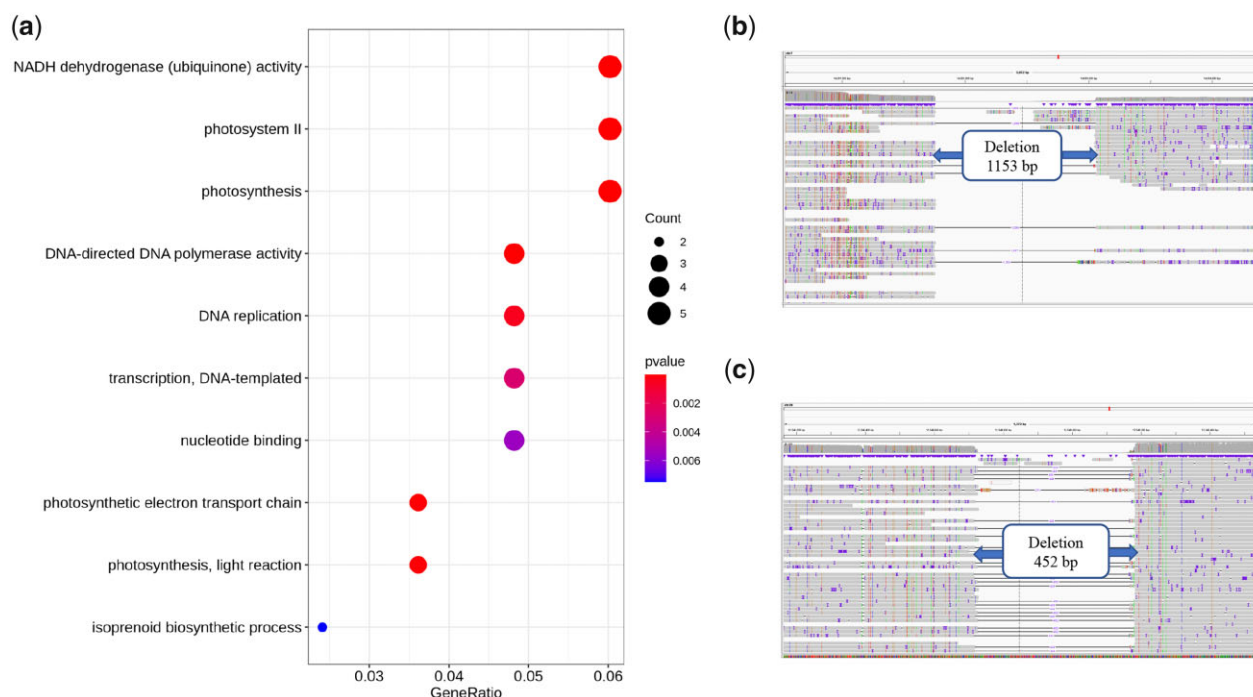 (a)
NADH dehydrogenase (ubiquinone) activity
photosystem II
photosynthesis
DNA-directed DNA polymerase activity
DNA replication
transcription, DNA-templated
nucleotide binding
photosynthetic electron transport chain
photosynthesis, light reaction
isoprenoid biosynthetic process
0.03 0.04 0.05 0.06
GeneRatio
Count
2
3
4
5
pvalue
0.002
0.004
0.006
(b)
Deletion
1153 bp
(c)
Deletion
452 bp